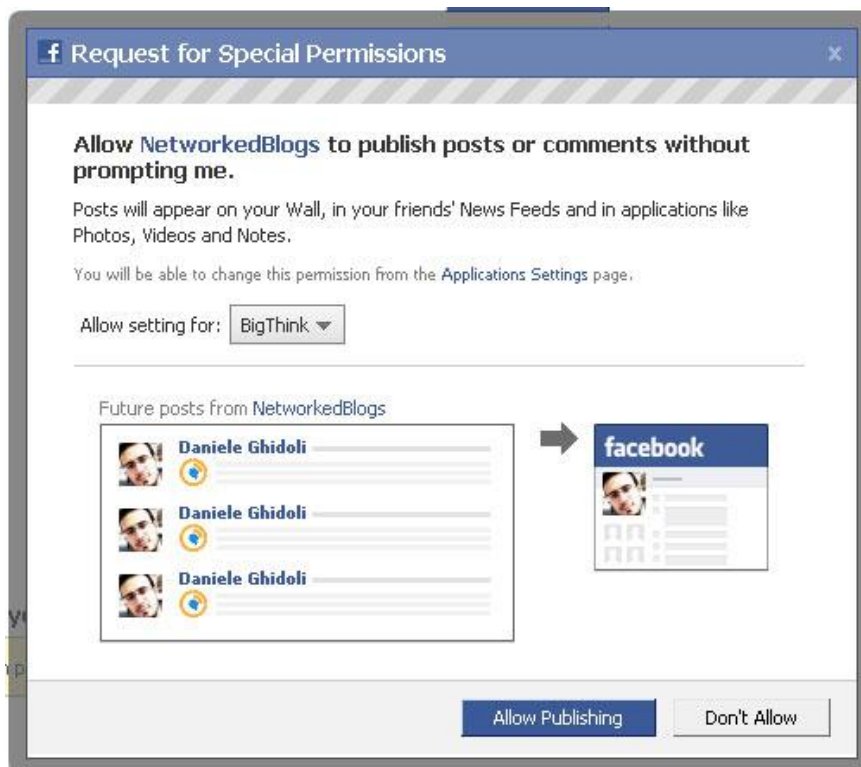 f Request for Special Permissions x
Allow NetworkedBlogs to publish posts or comments without
prompting me.
Posts will appear on your Wall, in your friends' News Feeds and in applications like
Photos, Videos and Notes.
You will be able to change this permission from the Applications Settings page.
Allow setting for: BigThink
Future posts from NetworkedBlogs
Daniele Ghidoli
facebook
Daniele Ghidoli
Daniele Ghidoli
Allow Publishing Don't Allow